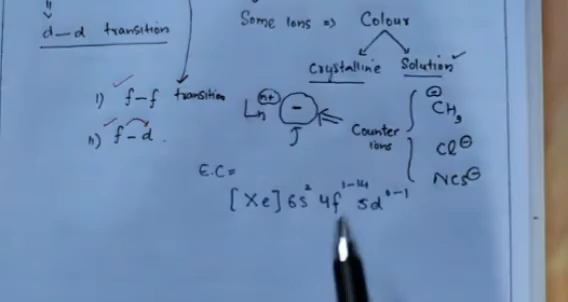 Some Ions ⇒ Colour
d–d transition
Crystalline Solution ✓
i) f–f transition
Ln n+ – Counter ions
CH3 ⊖
Cl ⊖
NCS ⊖
ii) f–d.
E.C=
[Xe] 6s² 4f¹⁻¹⁴ 5d⁰⁻¹